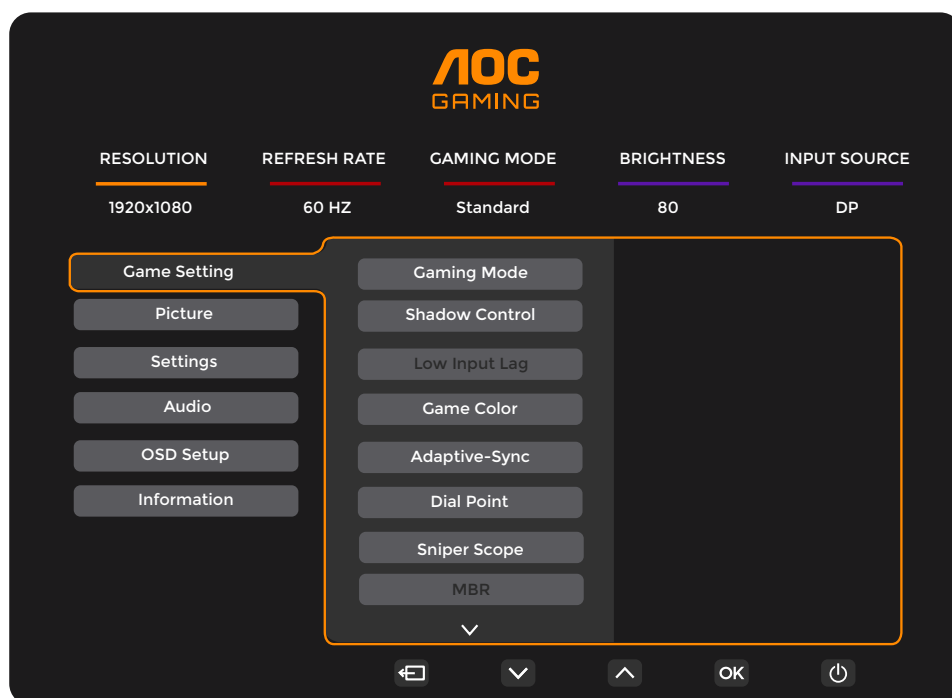 AOC
GAMING
RESOLUTION REFRESH RATE GAMING MODE BRIGHTNESS INPUT SOURCE
1920x1080 60 HZ Standard 80 DP
Game Setting
Picture
Settings
Audio
OSD Setup
Information
Gaming Mode
Shadow Control
Low Input Lag
Game Color
Adaptive-Sync
Dial Point
Sniper Scope
MBR
OK